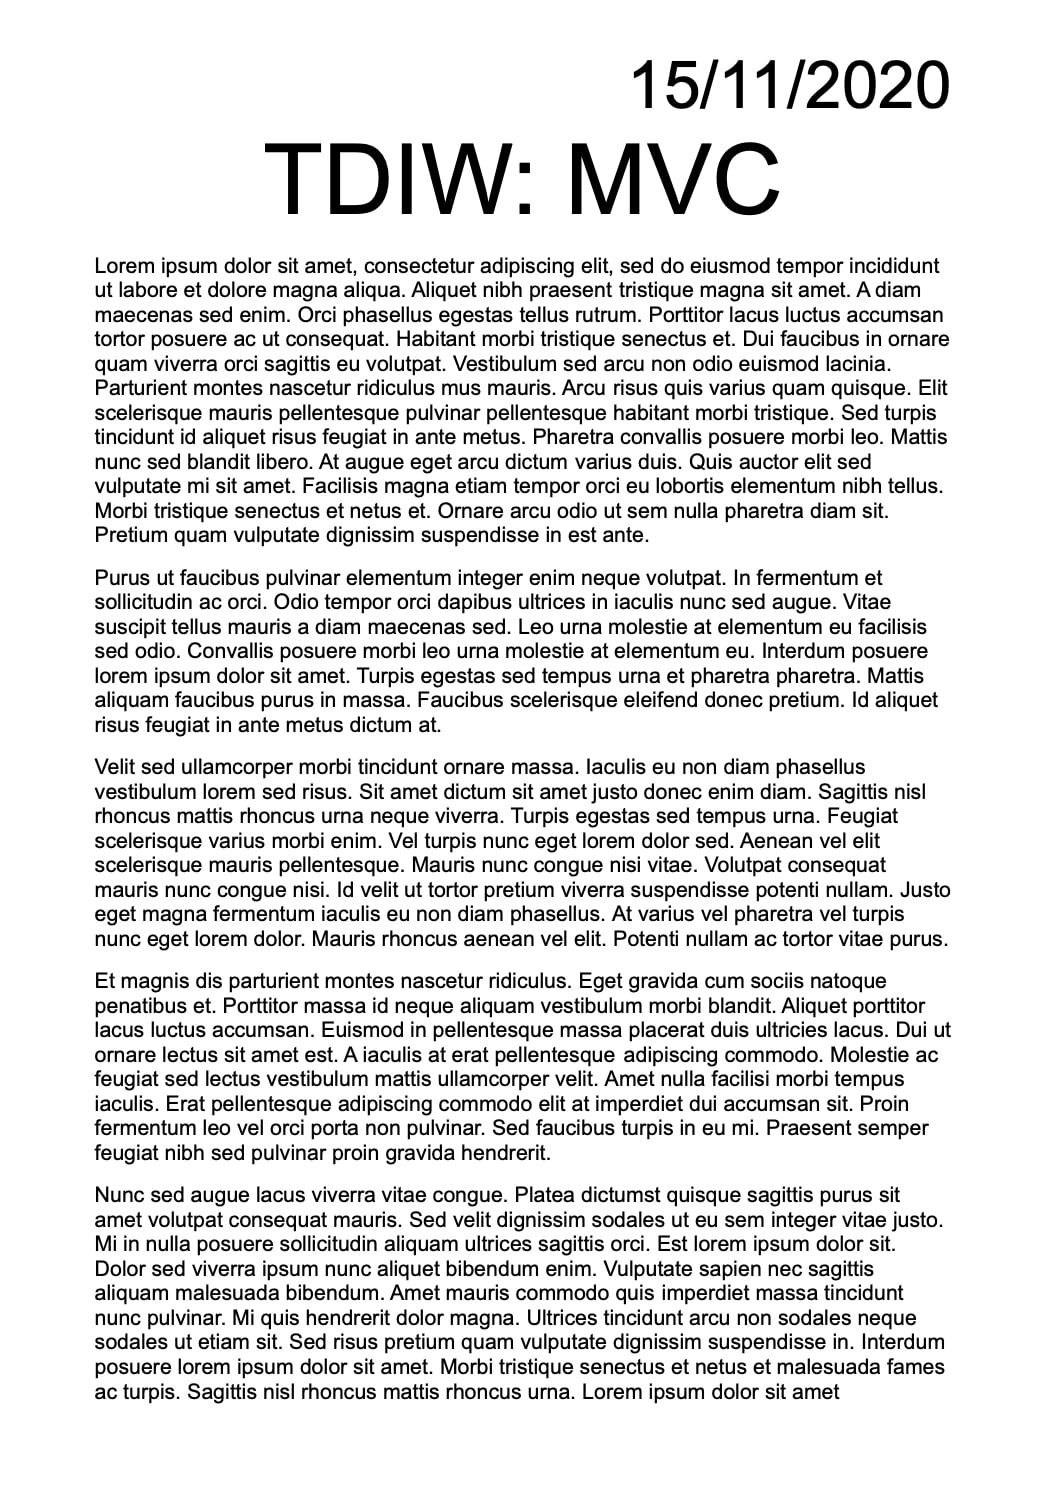 15/11/2020
TDIW: MVC
Lorem ipsum dolor sit amet, consectetur adipiscing elit, sed do eiusmod tempor incididunt
ut labore et dolore magna aliqua. Aliquet nibh praesent tristique magna sit amet. A diam
maecenas sed enim. Orci phasellus egestas tellus rutrum. Porttitor lacus luctus accumsan
tortor posuere ac ut consequat. Habitant morbi tristique senectus et. Dui faucibus in ornare
quam viverra orci sagittis eu volutpat. Vestibulum sed arcu non odio euismod lacinia.
Parturient montes nascetur ridiculus mus mauris. Arcu risus quis varius quam quisque. Elit
scelerisque mauris pellentesque pulvinar pellentesque habitant morbi tristique. Sed turpis
tincidunt id aliquet risus feugiat in ante metus. Pharetra convallis posuere morbi leo. Mattis
nunc sed blandit libero. At augue eget arcu dictum varius duis. Quis auctor elit sed
vulputate mi sit amet. Facilisis magna etiam tempor orci eu lobortis elementum nibh tellus.
Morbi tristique senectus et netus et. Ornare arcu odio ut sem nulla pharetra diam sit.
Pretium quam vulputate dignissim suspendisse in est ante.
Purus ut faucibus pulvinar elementum integer enim neque volutpat. In fermentum et
sollicitudin ac orci. Odio tempor orci dapibus ultrices in iaculis nunc sed augue. Vitae
suscipit tellus mauris a diam maecenas sed. Leo urna molestie at elementum eu facilisis
sed odio. Convallis posuere morbi leo urna molestie at elementum eu. Interdum posuere
lorem ipsum dolor sit amet. Turpis egestas sed tempus urna et pharetra pharetra. Mattis
aliquam faucibus purus in massa. Faucibus scelerisque eleifend donec pretium. Id aliquet
risus feugiat in ante metus dictum at.
Velit sed ullamcorper morbi tincidunt ornare massa. Iaculis eu non diam phasellus
vestibulum lorem sed risus. Sit amet dictum sit amet justo donec enim diam. Sagittis nisl
rhoncus mattis rhoncus urna neque viverra. Turpis egestas sed tempus urna. Feugiat
scelerisque varius morbi enim. Vel turpis nunc eget lorem dolor sed. Aenean vel elit
scelerisque mauris pellentesque. Mauris nunc congue nisi vitae. Volutpat consequat
mauris nunc congue nisi. Id velit ut tortor pretium viverra suspendisse potenti nullam. Justo
eget magna fermentum iaculis eu non diam phasellus. At varius vel pharetra vel turpis
nunc eget lorem dolor. Mauris rhoncus aenean vel elit. Potenti nullam ac tortor vitae purus.
Et magnis dis parturient montes nascetur ridiculus. Eget gravida cum sociis natoque
penatibus et. Porttitor massa id neque aliquam vestibulum morbi blandit. Aliquet porttitor
lacus luctus accumsan. Euismod in pellentesque massa placerat duis ultricies lacus. Dui ut
ornare lectus sit amet est. A iaculis at erat pellentesque adipiscing commodo. Molestie ac
feugiat sed lectus vestibulum mattis ullamcorper velit. Amet nulla facilisi morbi tempus
iaculis. Erat pellentesque adipiscing commodo elit at imperdiet dui accumsan sit. Proin
fermentum leo vel orci porta non pulvinar. Sed faucibus turpis in eu mi. Praesent semper
feugiat nibh sed pulvinar proin gravida hendrerit.
Nunc sed augue lacus viverra vitae congue. Platea dictumst quisque sagittis purus sit
amet volutpat consequat mauris. Sed velit dignissim sodales ut eu sem integer vitae justo.
Mi in nulla posuere sollicitudin aliquam ultrices sagittis orci. Est lorem ipsum dolor sit.
Dolor sed viverra ipsum nunc aliquet bibendum enim. Vulputate sapien nec sagittis
aliquam malesuada bibendum. Amet mauris commodo quis imperdiet massa tincidunt
nunc pulvinar. Mi quis hendrerit dolor magna. Ultrices tincidunt arcu non sodales neque
sodales ut etiam sit. Sed risus pretium quam vulputate dignissim suspendisse in. Interdum
posuere lorem ipsum dolor sit amet. Morbi tristique senectus et netus et malesuada fames
ac turpis. Sagittis nisl rhoncus mattis rhoncus urna. Lorem ipsum dolor sit amet